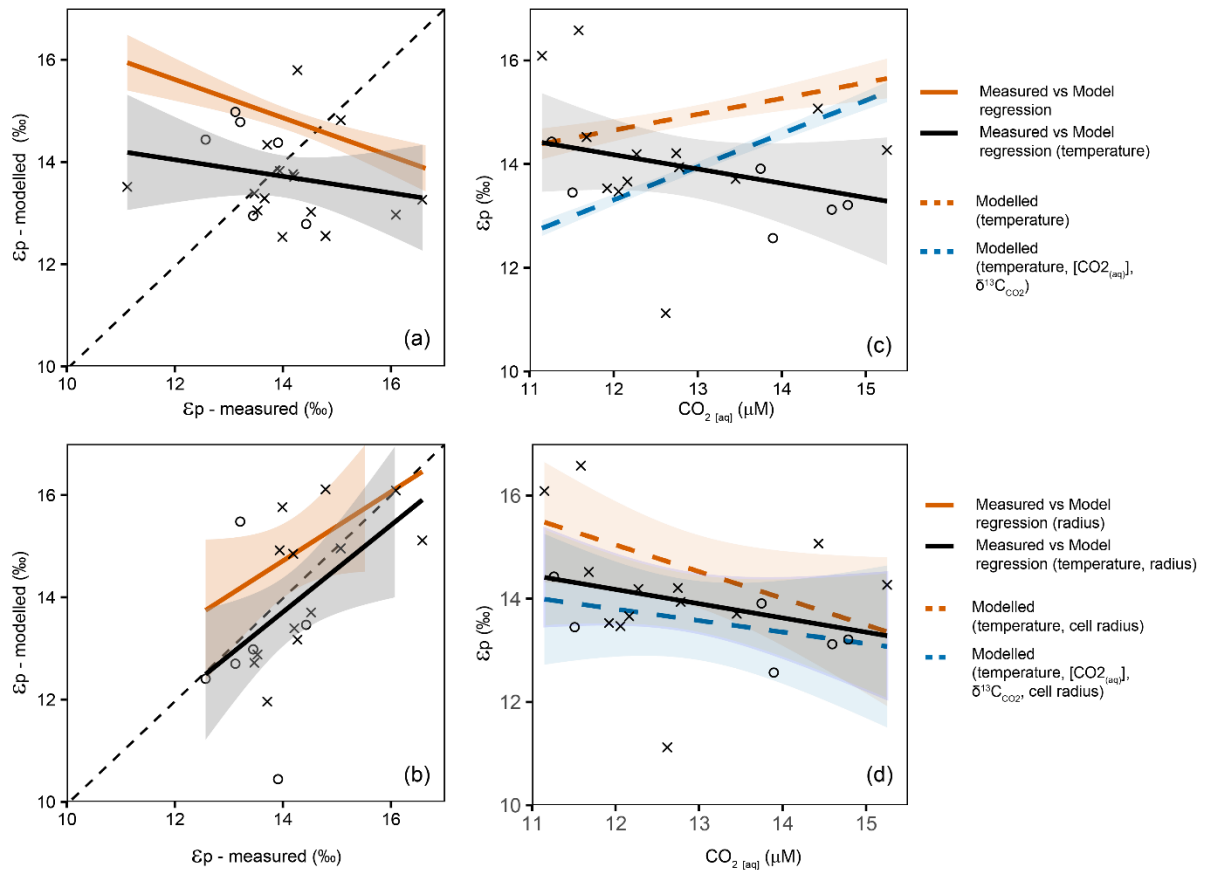 16
14
12
10
10
12
14
16
εp - modelled (‰)
εp - measured (‰)
(a)
16
14
12
10
11
12
13
14
15
εp (‰)
CO2 [aq] (μM)
(c)
Measured vs Model
regression
Measured vs Model
regression (temperature)
Modelled
(temperature)
Modelled
(temperature, [CO2(aq)],
δ13CCO2)
16
14
12
10
10
12
14
16
εp - modelled (‰)
εp - measured (‰)
(b)
16
14
12
10
11
12
13
14
15
εp (‰)
CO2 [aq] (μM)
(d)
Measured vs Model
regression (radius)
Measured vs Model
regression (temperature, radius)
Modelled
(temperature, cell radius)
Modelled
(temperature, [CO2(aq)],
δ13CCO2, cell radius)